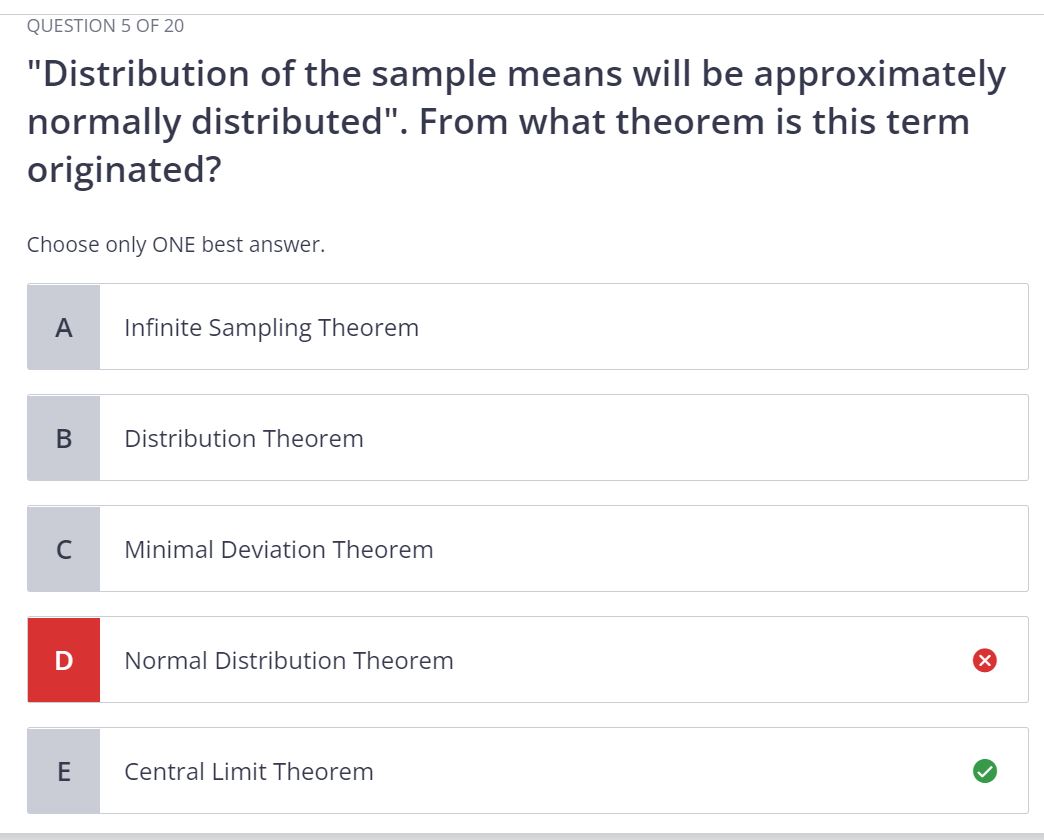 QUESTION 5 OF 20
"Distribution of the sample means will be approximately
normally distributed". From what theorem is this term
originated?
Choose only ONE best answer.
A Infinite Sampling Theorem
B Distribution Theorem
C Minimal Deviation Theorem
D Normal Distribution Theorem
E Central Limit Theorem